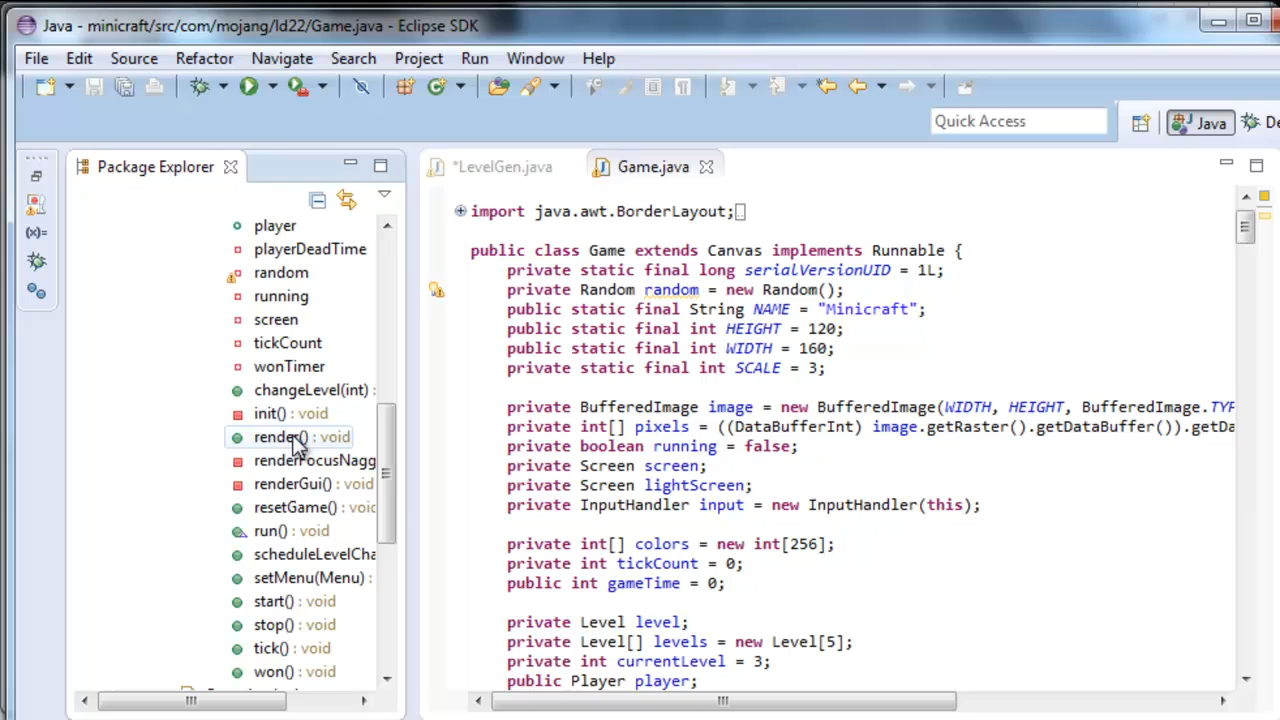 Java - minicraft/src/com/mojang/ld22/Game.java - Eclipse SDK
File Edit Source Refactor Navigate Search Project Run Window Help
Quick Access
Java
De
Package Explorer
player
playerDeadTime
random
running
screen
tickCount
wonTimer
changeLevel(int) :
init() : void
render() : void
renderFocusNagg
renderGui() : void
resetGame() : voic
run() : void
scheduleLevelCha
setMenu(Menu) :
start() : void
stop() : void
tick() : void
won() : void
*LevelGen.java
Game.java
import java.awt.BorderLayout;
public class Game extends Canvas implements Runnable {
private static final long serialVersionUID = 1L;
private Random random = new Random();
public static final String NAME = "Minicraft";
public static final int HEIGHT = 120;
public static final int WIDTH = 160;
public static final int SCALE = 3;
private BufferedImage image = new BufferedImage(WIDTH, HEIGHT, BufferedImage.TYP
private int[] pixels = ((DataBufferInt) image.getRaster().getDataBuffer()).getDa
private boolean running = false;
private Screen screen;
private Screen lightScreen;
private InputHandler input = new InputHandler(this);
private int[] colors = new int[256];
private int tickCount = 0;
public int gameTime = 0;
private Level level;
private Level[] levels = new Level[5];
private int currentLevel = 3;
public Player player;